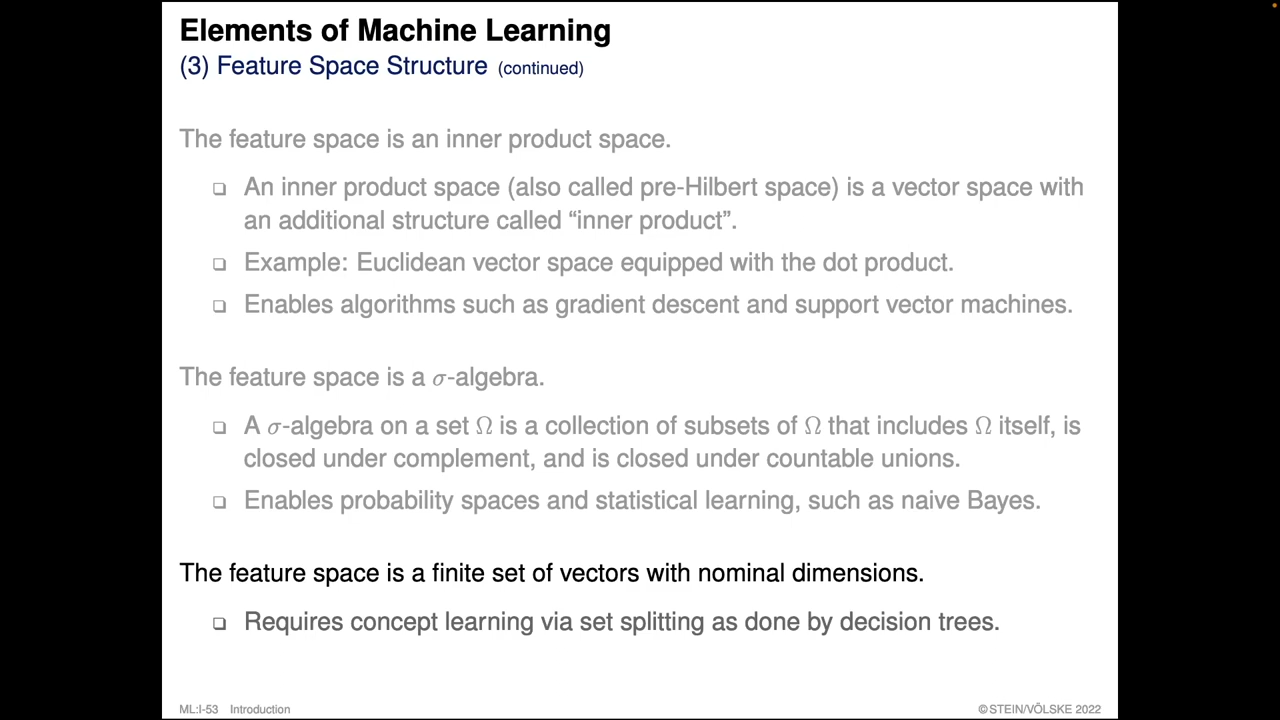 Elements of Machine Learning
(3) Feature Space Structure (continued)
The feature space is an inner product space.
❑ An inner product space (also called pre-Hilbert space) is a vector space with
an additional structure called “inner product”.
❑ Example: Euclidean vector space equipped with the dot product.
❑ Enables algorithms such as gradient descent and support vector machines.
The feature space is a σ-algebra.
❑ A σ-algebra on a set Ω is a collection of subsets of Ω that includes Ω itself, is
closed under complement, and is closed under countable unions.
❑ Enables probability spaces and statistical learning, such as naive Bayes.
The feature space is a finite set of vectors with nominal dimensions.
❑ Requires concept learning via set splitting as done by decision trees.
ML:I-53 Introduction ©STEIN/VÖLSKE 2022